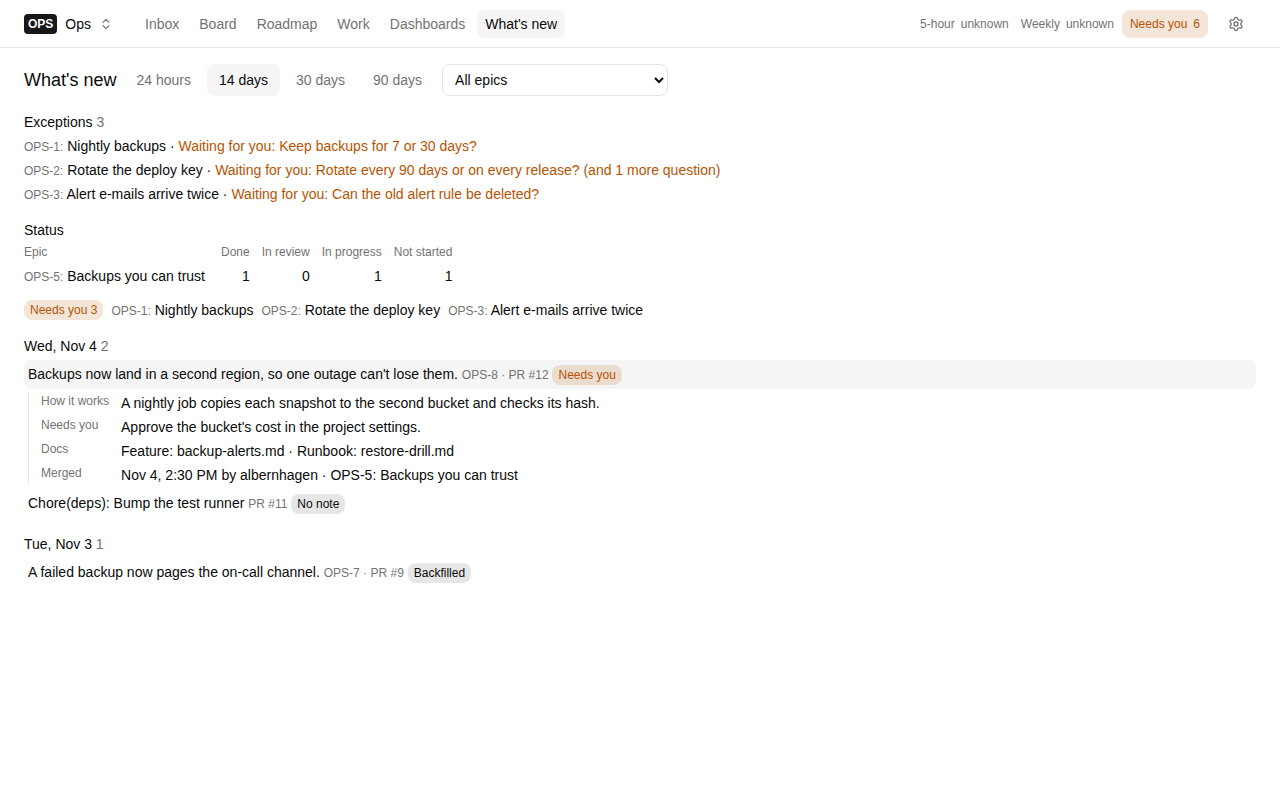 OPS Ops Inbox Board Roadmap Work Dashboards What's new 5-hour unknown Weekly unknown Needs you 6
What's new 24 hours 14 days 30 days 90 days All epics
Exceptions 3
OPS-1: Nightly backups · Waiting for you: Keep backups for 7 or 30 days?
OPS-2: Rotate the deploy key · Waiting for you: Rotate every 90 days or on every release? (and 1 more question)
OPS-3: Alert e-mails arrive twice · Waiting for you: Can the old alert rule be deleted?
Status
Epic Done In review In progress Not started
OPS-5: Backups you can trust 1 0 1 1
Needs you 3 OPS-1: Nightly backups OPS-2: Rotate the deploy key OPS-3: Alert e-mails arrive twice
Wed, Nov 4 2
Backups now land in a second region, so one outage can't lose them. OPS-8 · PR #12 Needs you
How it works A nightly job copies each snapshot to the second bucket and checks its hash.
Needs you Approve the bucket's cost in the project settings.
Docs Feature: backup-alerts.md · Runbook: restore-drill.md
Merged Nov 4, 2:30 PM by albernhagen · OPS-5: Backups you can trust
Chore(deps): Bump the test runner PR #11 No note
Tue, Nov 3 1
A failed backup now pages the on-call channel. OPS-7 · PR #9 Backfilled